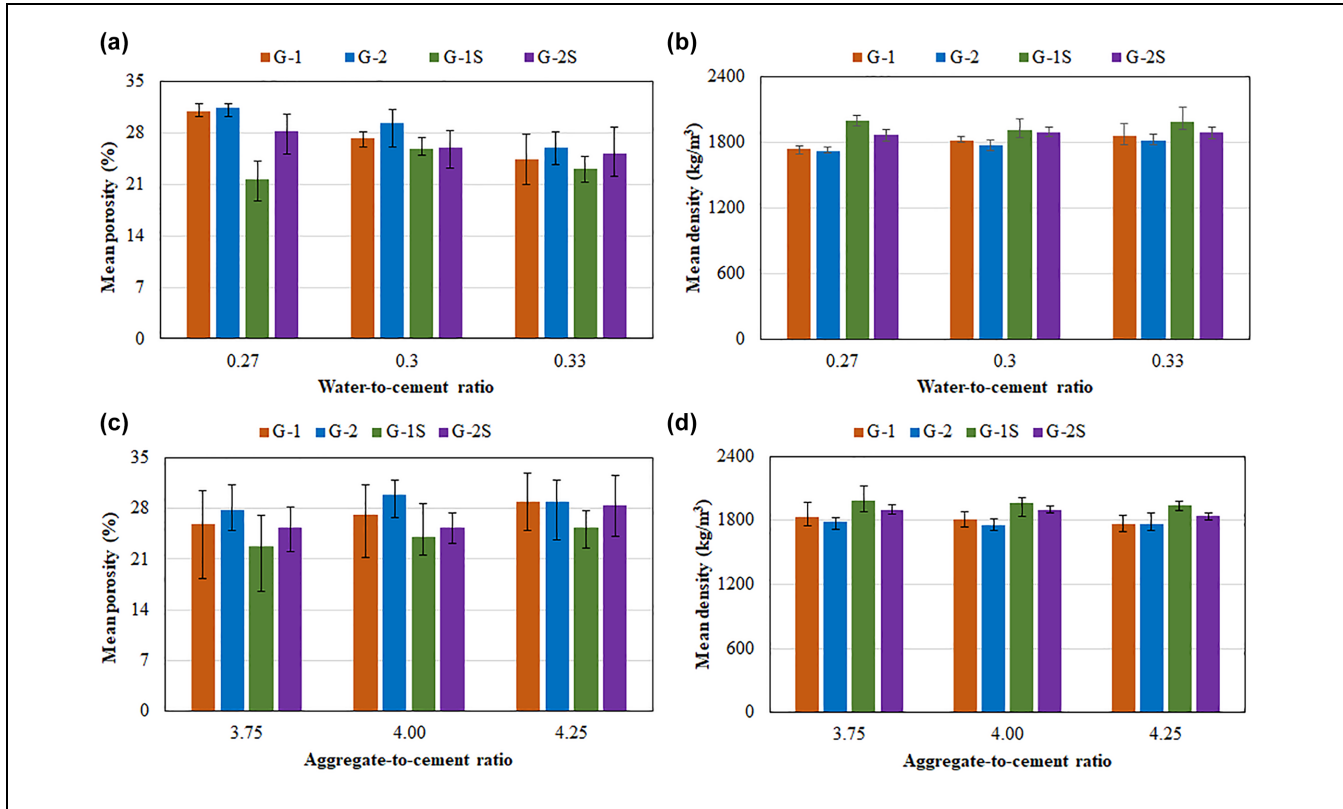 (a)
G-1 G-2 G-1S G-2S
35
28
21
14
7
0
Mean porosity (%)
0.27 0.3 0.33
Water-to-cement ratio
(b)
G-1 G-2 G-1S G-2S
2400
1800
1200
600
0
Mean density (kg/m³)
0.27 0.3 0.33
Water-to-cement ratio
(c)
G-1 G-2 G-1S G-2S
35
28
21
14
7
0
Mean porosity (%)
3.75 4.00 4.25
Aggregate-to-cement ratio
(d)
G-1 G-2 G-1S G-2S
2400
1800
1200
600
0
Mean density (kg/m³)
3.75 4.00 4.25
Aggregate-to-cement ratio